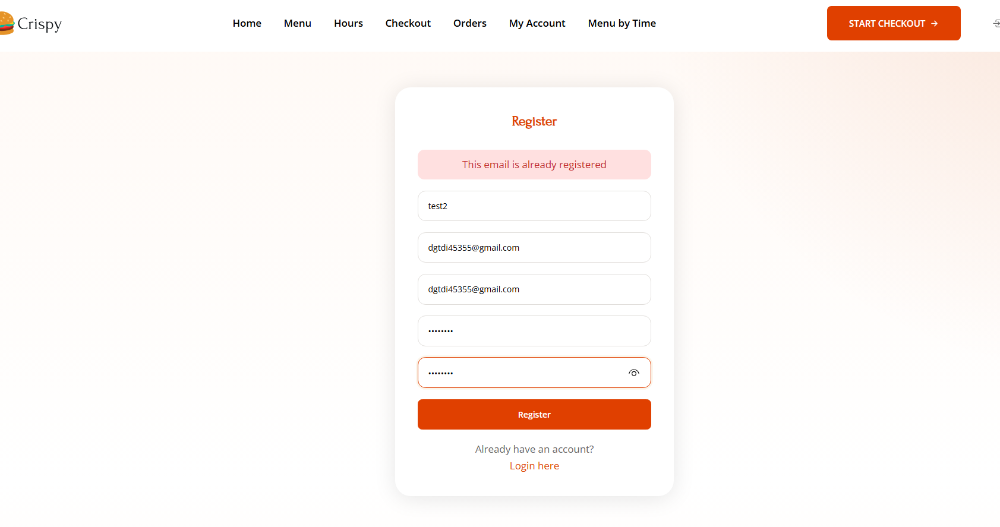 Crispy
Home Menu Hours Checkout Orders My Account Menu by Time
START CHECKOUT →
Register
This email is already registered
test2
dgtdi45355@gmail.com
dgtdi45355@gmail.com
••••••••
••••••••
Register
Already have an account?
Login here